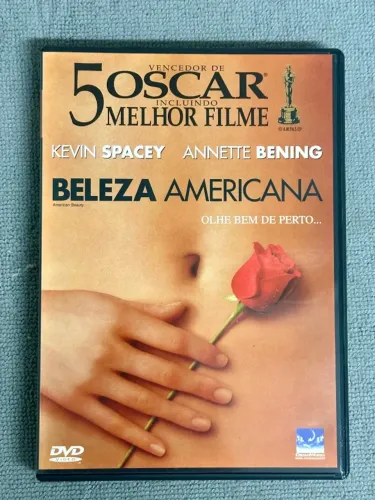 VENCEDOR DE
5 OSCAR®
INCLUINDO
MELHOR FILME
KEVIN SPACEY ANNETTE BENING
BELEZA AMERICANA
American Beauty
OLHE BEM DE PERTO...
DVD